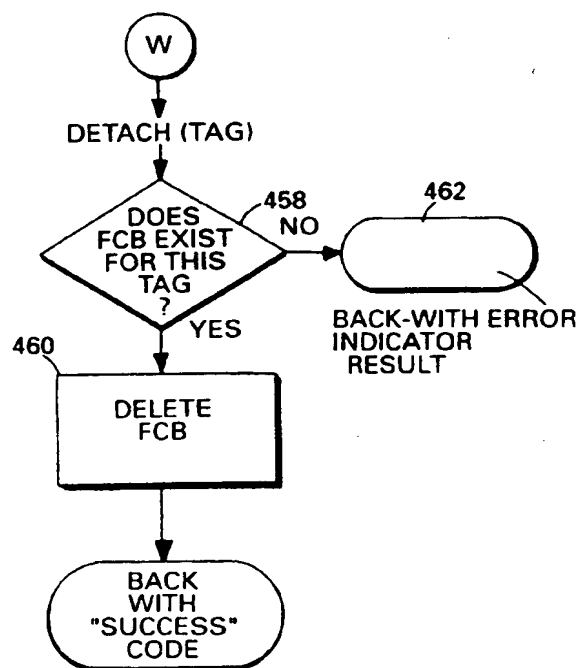 W
DETACH (TAG)
458
DOES
FCB EXIST
FOR THIS
TAG
?
NO
462
BACK-WITH ERROR
INDICATOR
RESULT
YES
460
DELETE
FCB
BACK
WITH
"SUCCESS"
CODE